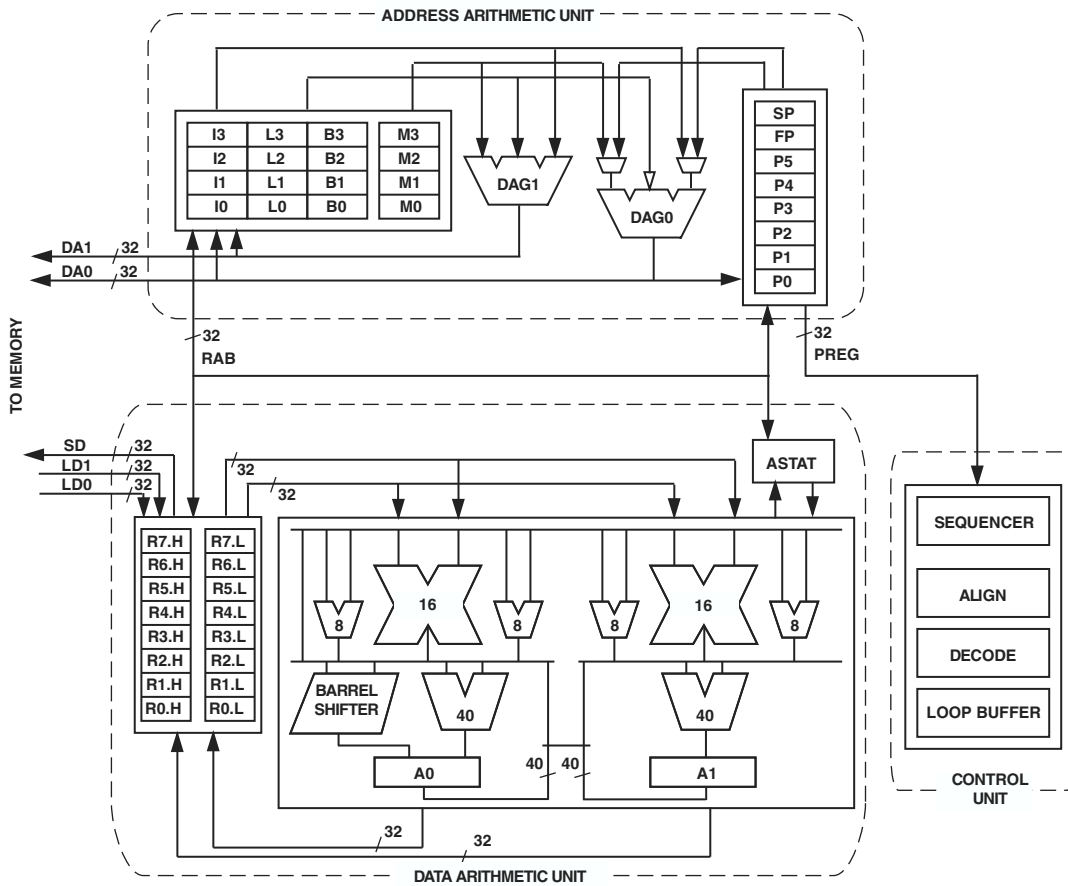 ADDRESS ARITHMETIC UNIT
I3 L3 B3 M3
I2 L2 B2 M2
I1 L1 B1 M1
I0 L0 B0 M0
DAG1
DAG0
SP
FP
P5
P4
P3
P2
P1
P0
DA1 32
DA0 32
TO MEMORY
32
RAB
32
PREG
SD 32
LD1 32
LD0 32
32
32
ASTAT
R7.H R7.L
R6.H R6.L
R5.H R5.L
R4.H R4.L
R3.H R3.L
R2.H R2.L
R1.H R1.L
R0.H R0.L
8 16 8 8 16 8
BARREL
SHIFTER
40
40
A0
40 40
A1
32
32
DATA ARITHMETIC UNIT
SEQUENCER
ALIGN
DECODE
LOOP BUFFER
CONTROL
UNIT